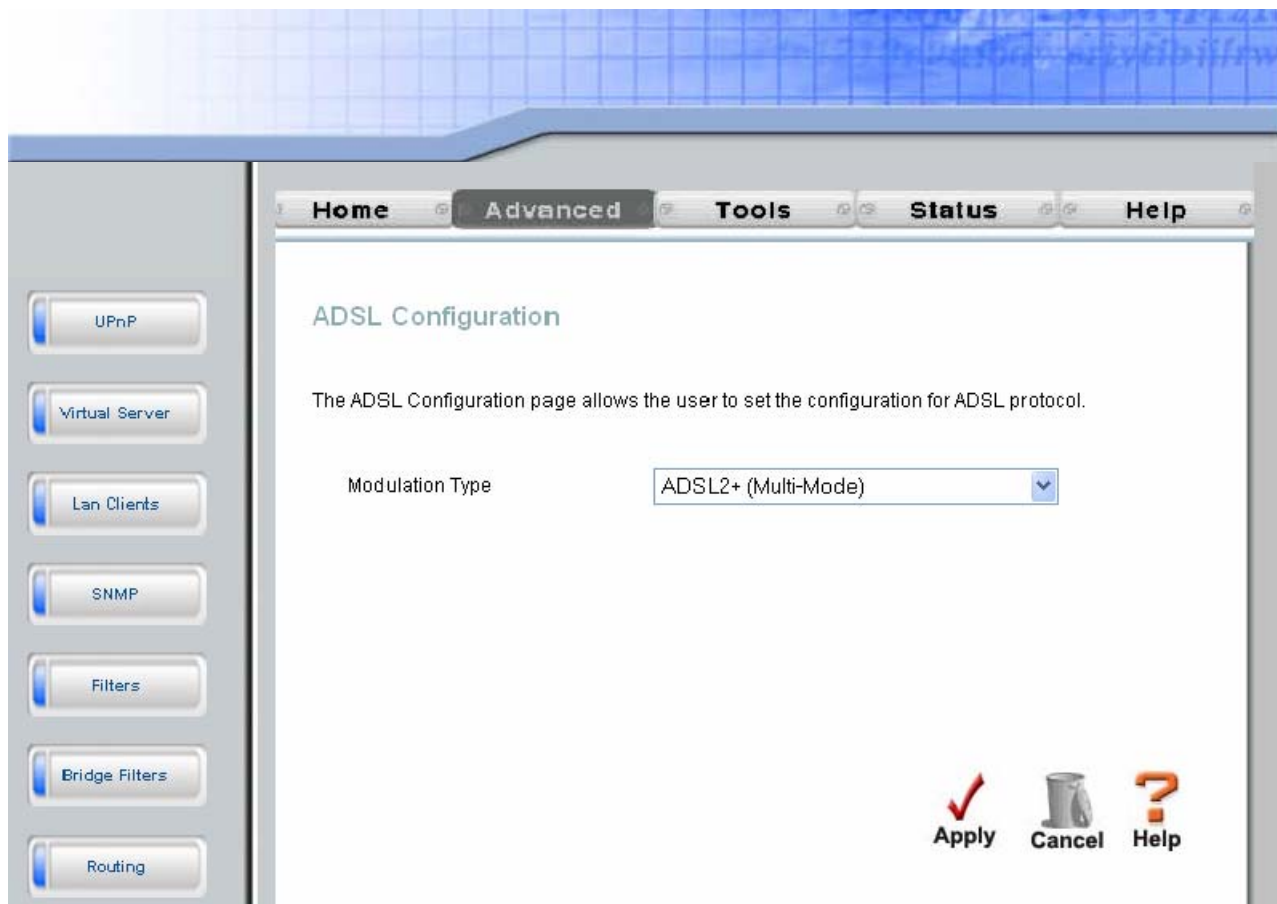 Home Advanced Tools Status Help
UPnP
Virtual Server
Lan Clients
SNMP
Filters
Bridge Filters
Routing
ADSL Configuration
The ADSL Configuration page allows the user to set the configuration for ADSL protocol.
Modulation Type ADSL2+ (Multi-Mode)
Apply Cancel Help